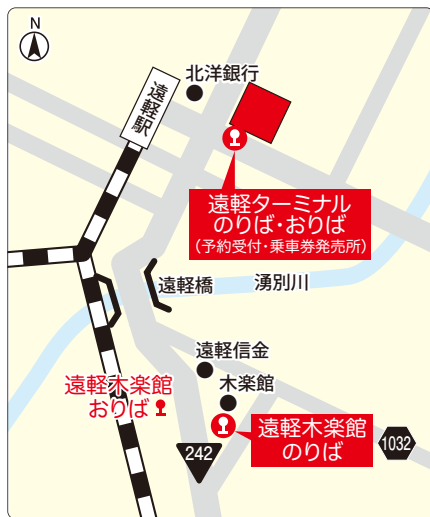 N
北洋銀行
遠軽駅
遠軽ターミナル
のりば・おりば
(予約受付・乗車券発売所)
遠軽橋
湧別川
遠軽信金
遠軽木楽館
おりば
木楽館
遠軽木楽館
のりば
242
1032